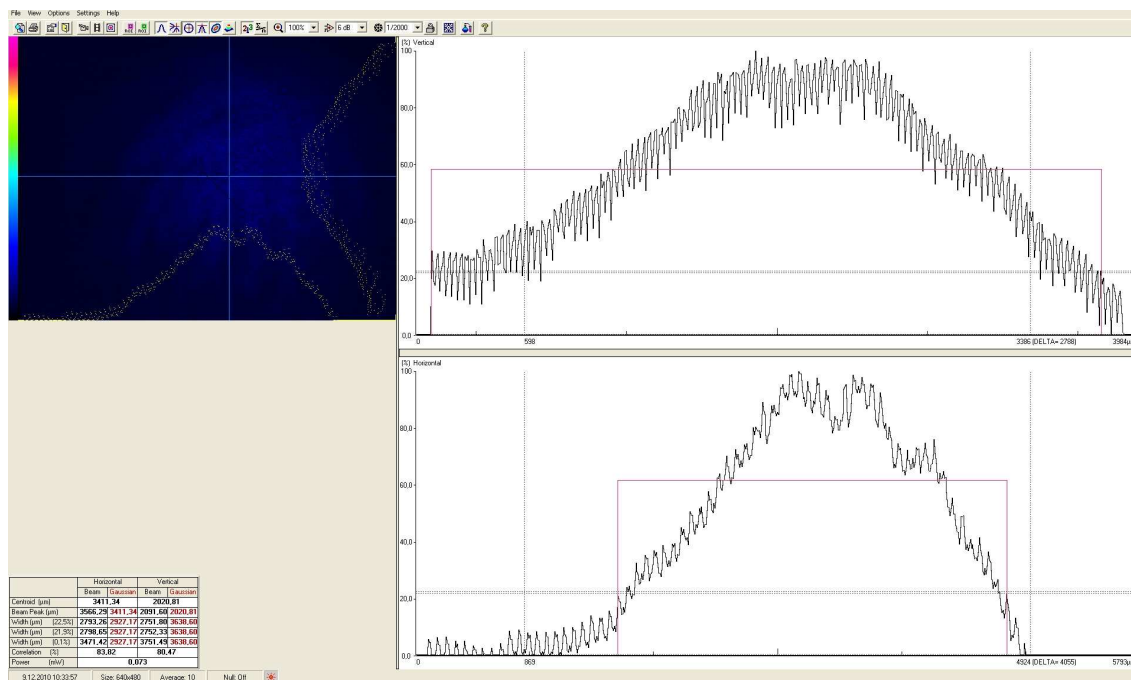 File View Options Settings Help
100% 6 dB 1/2000
(%) Vertical
100
80,0
60,0
40,0
20,0
0,0
0 598 3386 (DELTA= 2788) 3984µ
(%) Horizontal
100
80,0
60,0
40,0
20,0
0,0
0 869 4924 (DELTA= 4055) 5793µ
Horizontal Vertical
Beam Gaussian Beam Gaussian
Centroid (µm) 3411,34 2020,81
Beam Peak (µm) 3566,29 3411,34 2091,60 2020,81
Width (µm) (22,5%) 2793,26 2927,17 2751,80 3638,60
Width (µm) (21,9%) 2798,65 2927,17 2752,33 3638,60
Width (µm) (0,1%) 3471,42 2927,17 3751,49 3638,60
Correlation (%) 83,82 80,47
Power (mW) 0,073
9.12.2010 10:33:57 Size: 640x480 Average: 10 Null: Off